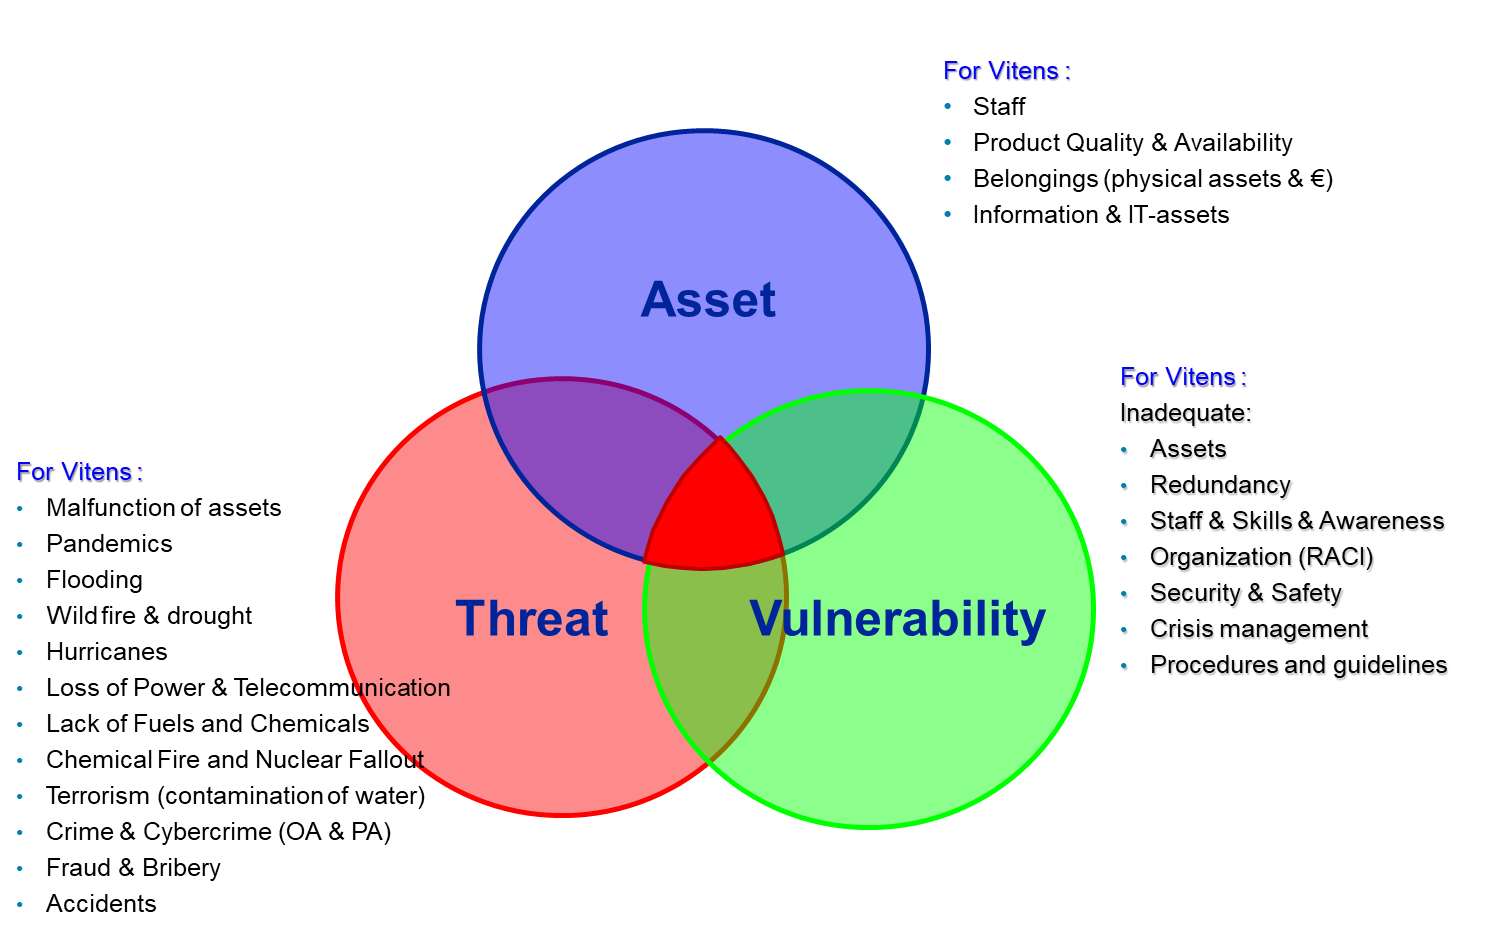 For Vitens :
• Staff
• Product Quality & Availability
• Belongings (physical assets & €)
• Information & IT-assets
Asset
For Vitens :
Inadequate:
• Assets
• Redundancy
• Staff & Skills & Awareness
• Organization (RACI)
• Security & Safety
• Crisis management
• Procedures and guidelines
Threat
Vulnerability
For Vitens :
• Malfunction of assets
• Pandemics
• Flooding
• Wild fire & drought
• Hurricanes
• Loss of Power & Telecommunication
• Lack of Fuels and Chemicals
• Chemical Fire and Nuclear Fallout
• Terrorism (contamination of water)
• Crime & Cybercrime (OA & PA)
• Fraud & Bribery
• Accidents